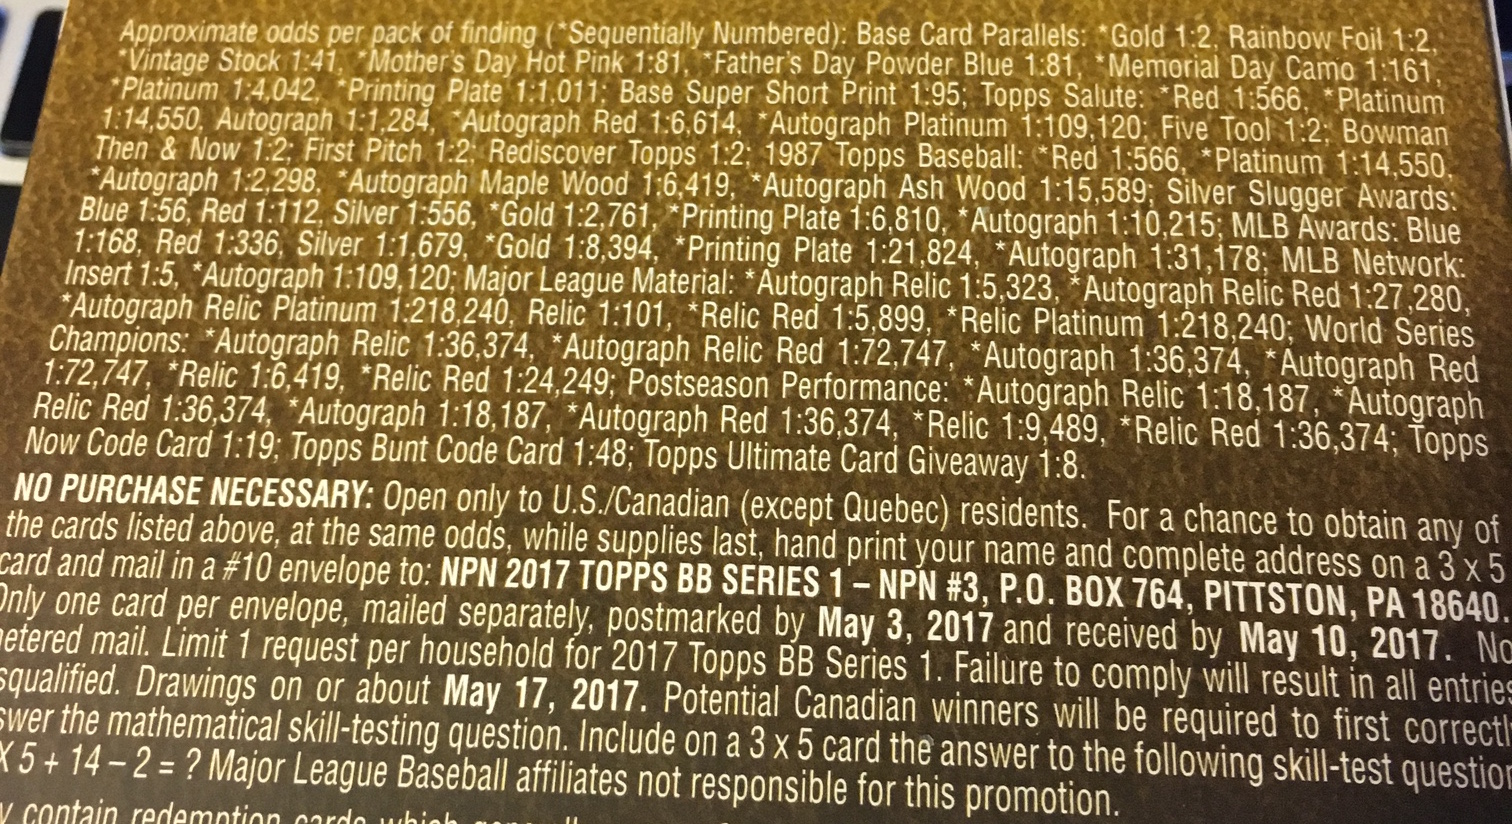 Approximate odds per pack of finding (*Sequentially Numbered): Base Card Parallels: *Gold 1:2, Rainbow Foil 1:2,
*Vintage Stock 1:41, *Mother's Day Hot Pink 1:81, *Father's Day Powder Blue 1:81, *Memorial Day Camo 1:161,
*Platinum 1:4,042, *Printing Plate 1:1,011; Base Super Short Print 1:95; Topps Salute: *Red 1:566, *Platinum
1:14,550, Autograph 1:1,284, *Autograph Red 1:6,614, *Autograph Platinum 1:109,120; Five Tool 1:2; Bowman
Then & Now 1:2; First Pitch 1:2; Rediscover Topps 1:2; 1987 Topps Baseball: *Red 1:566, *Platinum 1:14,550,
*Autograph 1:2,298, *Autograph Maple Wood 1:6,419, *Autograph Ash Wood 1:15,589; Silver Slugger Awards:
Blue 1:56, Red 1:112, Silver 1:556, *Gold 1:2,761, *Printing Plate 1:6,810, *Autograph 1:10,215; MLB Awards: Blue
1:168, Red 1:336, Silver 1:1,679, *Gold 1:8,394, *Printing Plate 1:21,824, *Autograph 1:31,178; MLB Network:
Insert 1:5, *Autograph 1:109,120; Major League Material: *Autograph Relic 1:5,323, *Autograph Relic Red 1:27,280,
*Autograph Relic Platinum 1:218,240, Relic 1:101, *Relic Red 1:5,899, *Relic Platinum 1:218,240; World Series
Champions: *Autograph Relic 1:36,374, *Autograph Relic Red 1:72,747, *Autograph 1:36,374, *Autograph Red
1:72,747, *Relic 1:6,419, *Relic Red 1:24,249; Postseason Performance: *Autograph Relic 1:18,187, *Autograph
Relic Red 1:36,374, *Autograph 1:18,187, *Autograph Red 1:36,374, *Relic 1:9,489, *Relic Red 1:36,374; Topps
Now Code Card 1:19; Topps Bunt Code Card 1:48; Topps Ultimate Card Giveaway 1:8.
NO PURCHASE NECESSARY: Open only to U.S./Canadian (except Quebec) residents. For a chance to obtain any of
the cards listed above, at the same odds, while supplies last, hand print your name and complete address on a 3 x 5
card and mail in a #10 envelope to: NPN 2017 TOPPS BB SERIES 1 – NPN #3, P.O. BOX 764, PITTSTON, PA 18640.
Only one card per envelope, mailed separately, postmarked by May 3, 2017 and received by May 10, 2017. No
etered mail. Limit 1 request per household for 2017 Topps BB Series 1. Failure to comply will result in all entrie
squalified. Drawings on or about May 17, 2017. Potential Canadian winners will be required to first correctl
swer the mathematical skill-testing question. Include on a 3 x 5 card the answer to the following skill-test question
X 5 + 14 – 2 = ? Major League Baseball affiliates not responsible for this promotion.
y contain redemption cards which